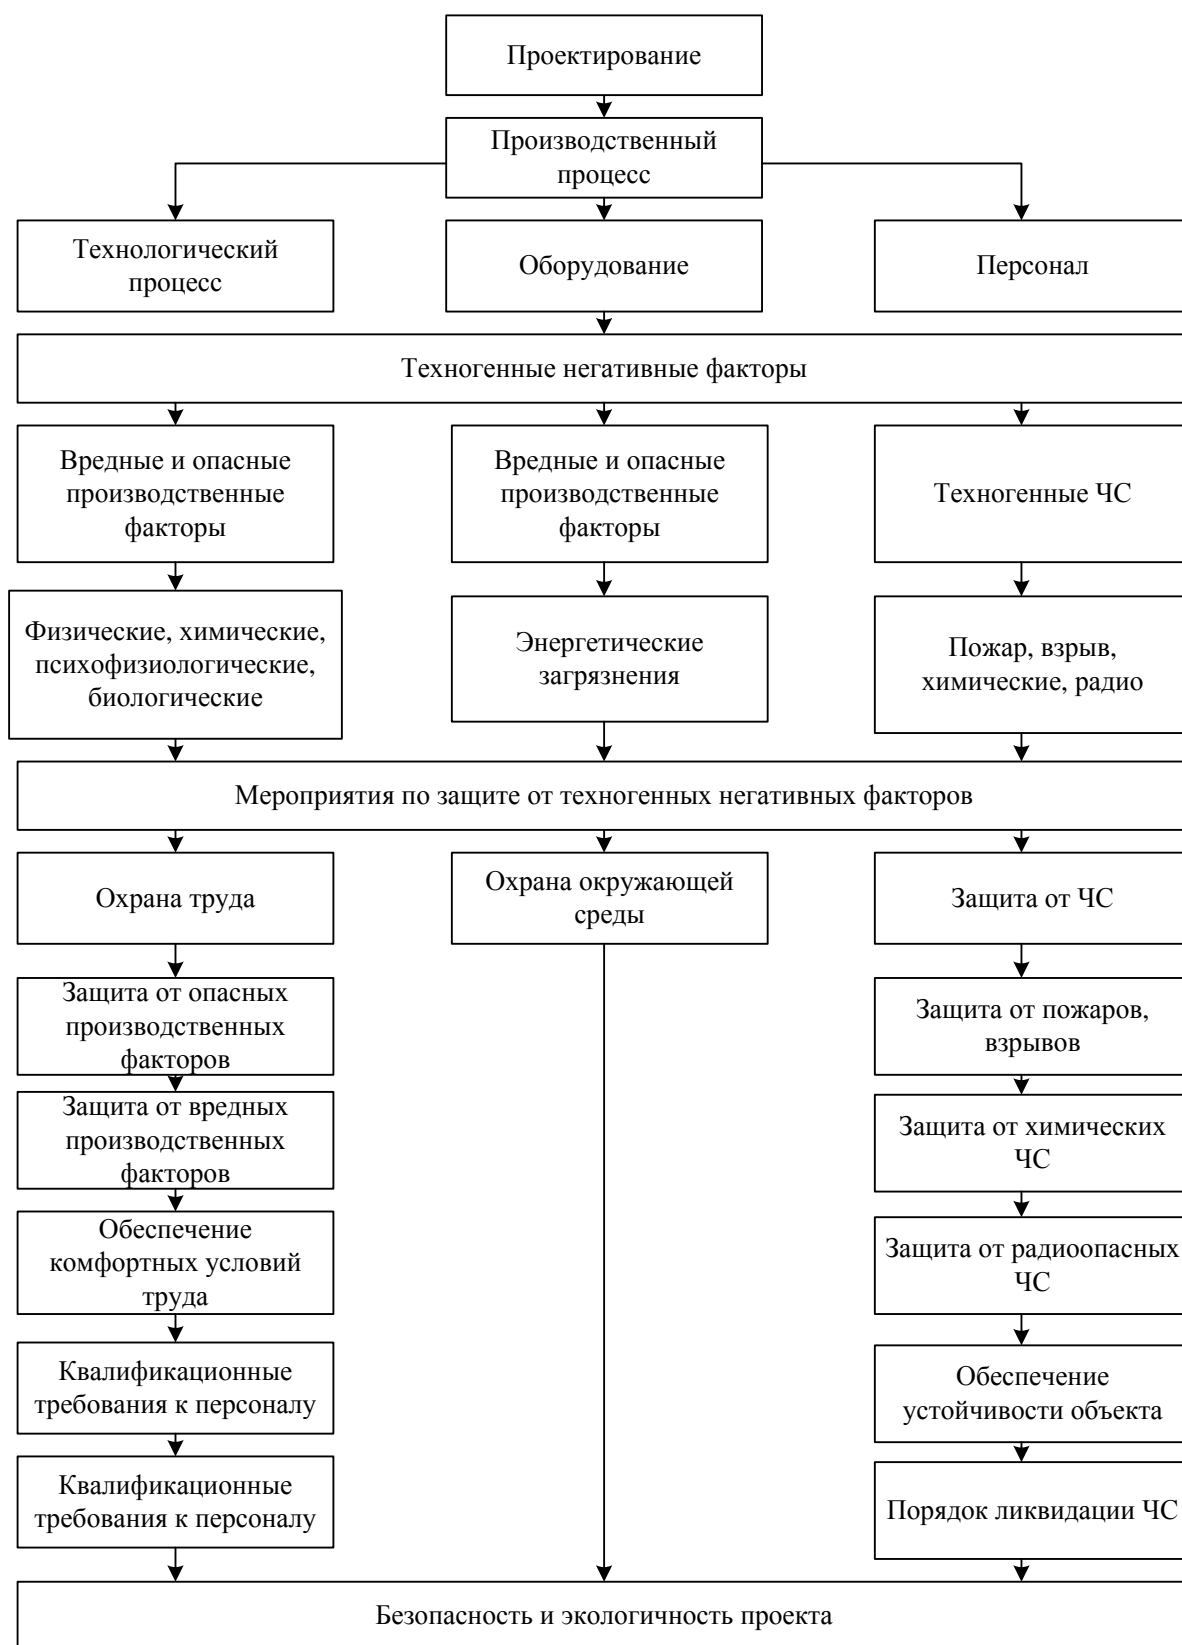 Проектирование
Производственный
процесс
Технологический
процесс
Оборудование
Персонал
Техногенные негативные факторы
Вредные и опасные
производственные
факторы
Вредные и опасные
производственные
факторы
Техногенные ЧС
Физические, химические,
психофизиологические,
биологические
Энергетические
загрязнения
Пожар, взрыв,
химические, радио
Мероприятия по защите от техногенных негативных факторов
Охрана труда
Охрана окружающей
среды
Защита от ЧС
Защита от опасных
производственных
факторов
Защита от пожаров,
взрывов
Защита от вредных
производственных
факторов
Защита от химических
ЧС
Обеспечение
комфортных условий
труда
Защита от радиоопасных
ЧС
Квалификационные
требования к персоналу
Обеспечение
устойчивости объекта
Квалификационные
требования к персоналу
Порядок ликвидации ЧС
Безопасность и экологичность проекта